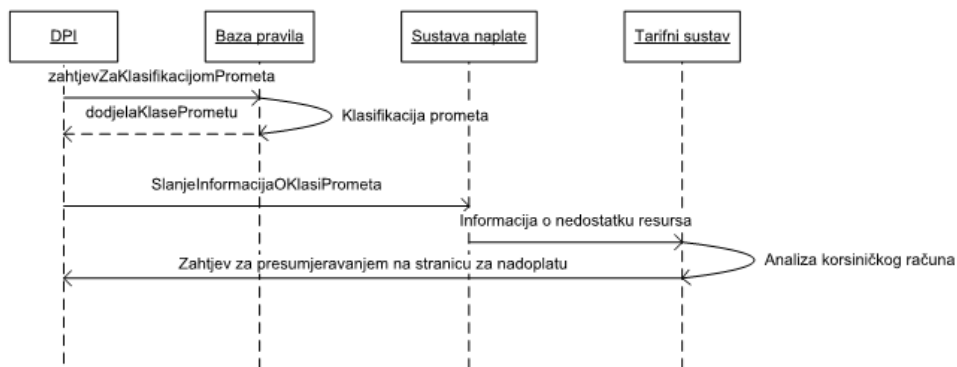 DPI
Baza pravila
Sustava naplate
Tarifni sustav
zahtjevZaKlasifikacijomPrometa
dodjelaKlasePrometu
Klasifikacija prometa
SlanjeInformacijaOKlasiPrometa
Informacija o nedostatku resursa
Zahtjev za presumjeravanjem na stranicu za nadoplatu
Analiza korsiničkog računa